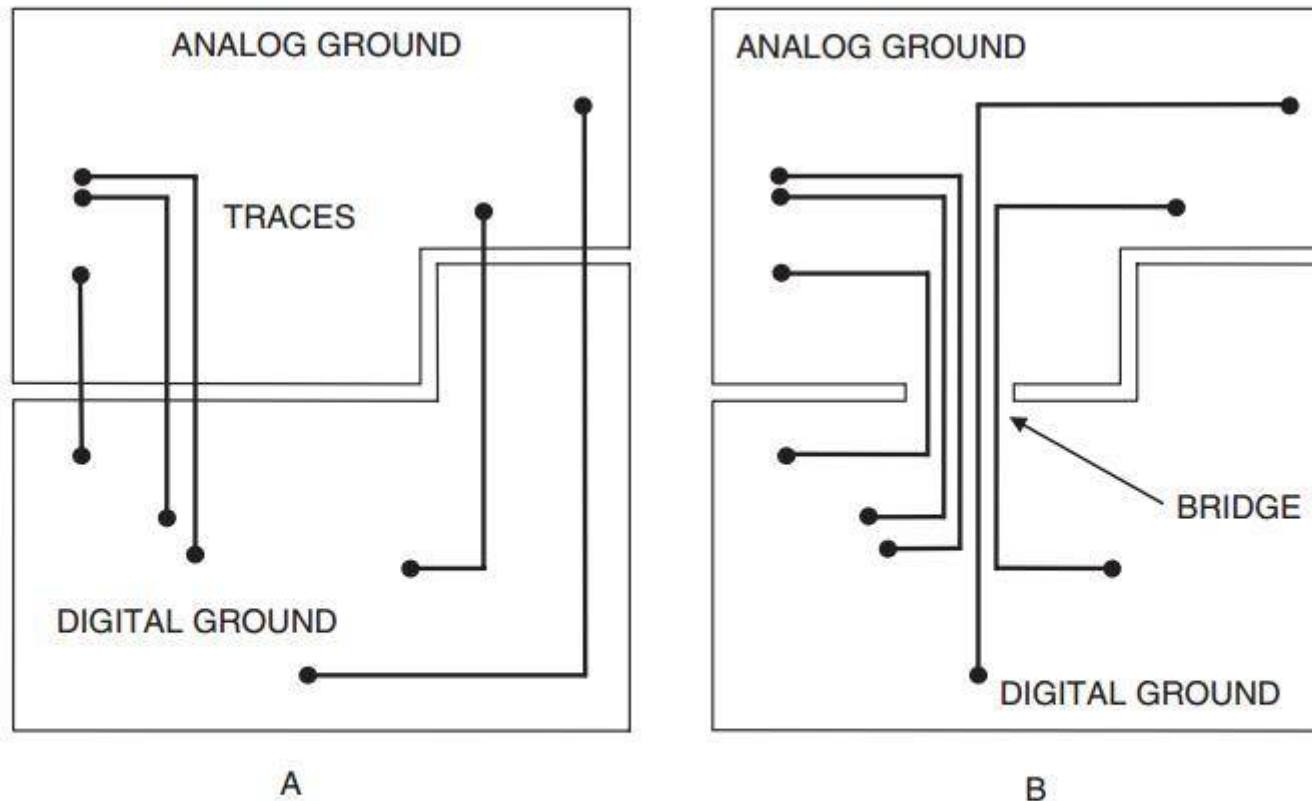 ANALOG GROUND
TRACES
DIGITAL GROUND
A
ANALOG GROUND
BRIDGE
DIGITAL GROUND
B